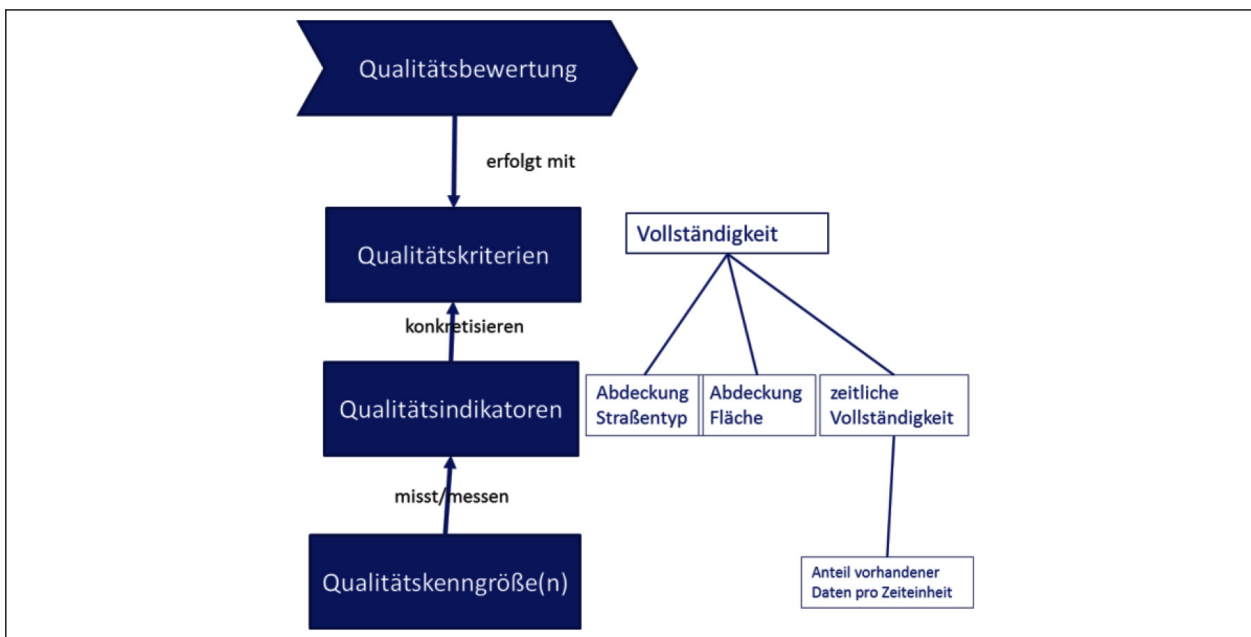 Qualitätsbewertung
erfolgt mit
Qualitätskriterien
Vollständigkeit
konkretisieren
Qualitätsindikatoren
Abdeckung
Straßentyp
Abdeckung
Fläche
zeitliche
Vollständigkeit
misst/messen
Qualitätskenngröße(n)
Anteil vorhandener
Daten pro Zeiteinheit